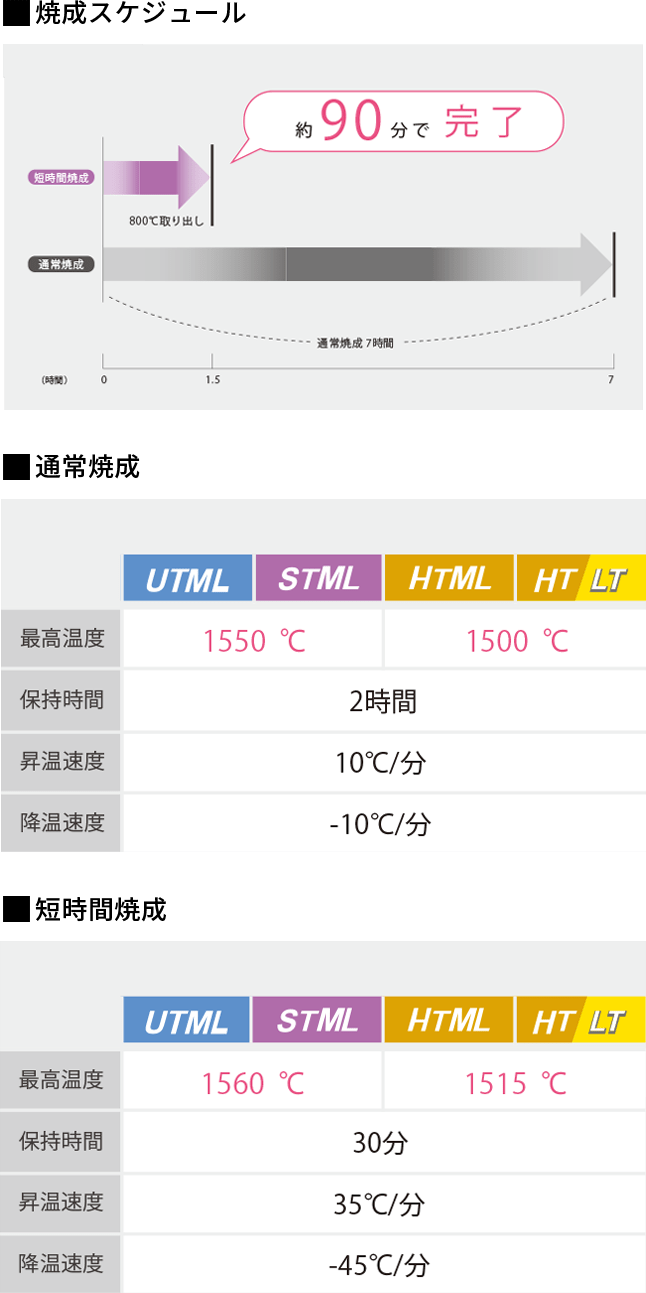 ■ 焼成スケジュール
約90分で 完了
短時間焼成
800℃取り出し
通常焼成
通常焼成 7時間
(時間) 0 1.5 7
■ 通常焼成
UTML STML HTML HT LT
最高温度 1550 ℃ 1500 ℃
保持時間 2時間
昇温速度 10℃/分
降温速度 -10℃/分
■ 短時間焼成
UTML STML HTML HT LT
最高温度 1560 ℃ 1515 ℃
保持時間 30分
昇温速度 35℃/分
降温速度 -45℃/分